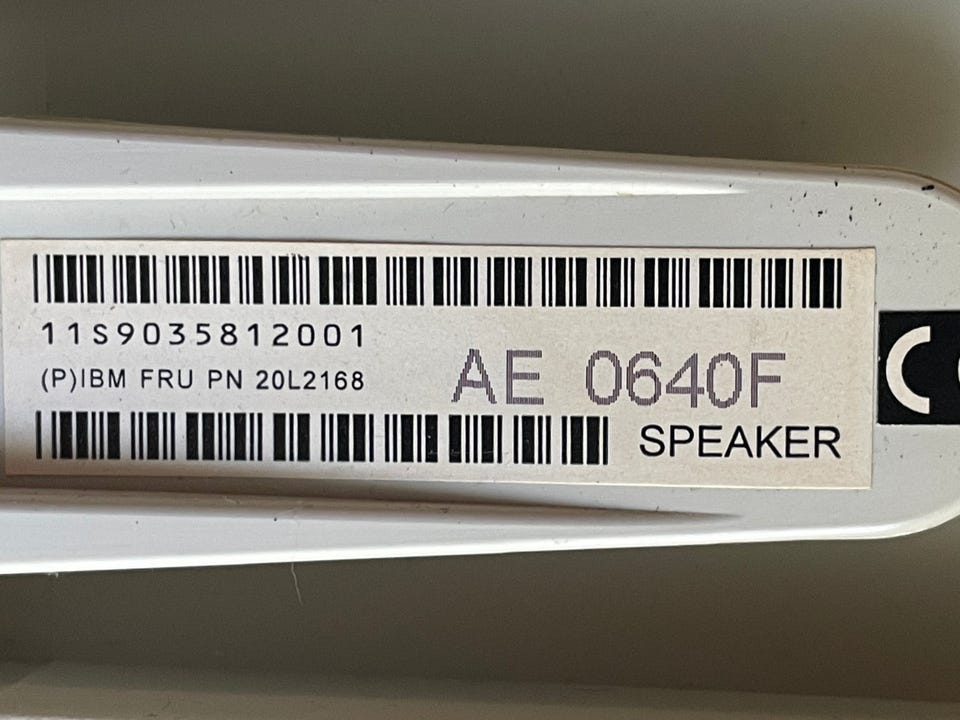 11S9035812001
(P)IBM FRU PN 20L2168
AE 0640F
SPEAKER